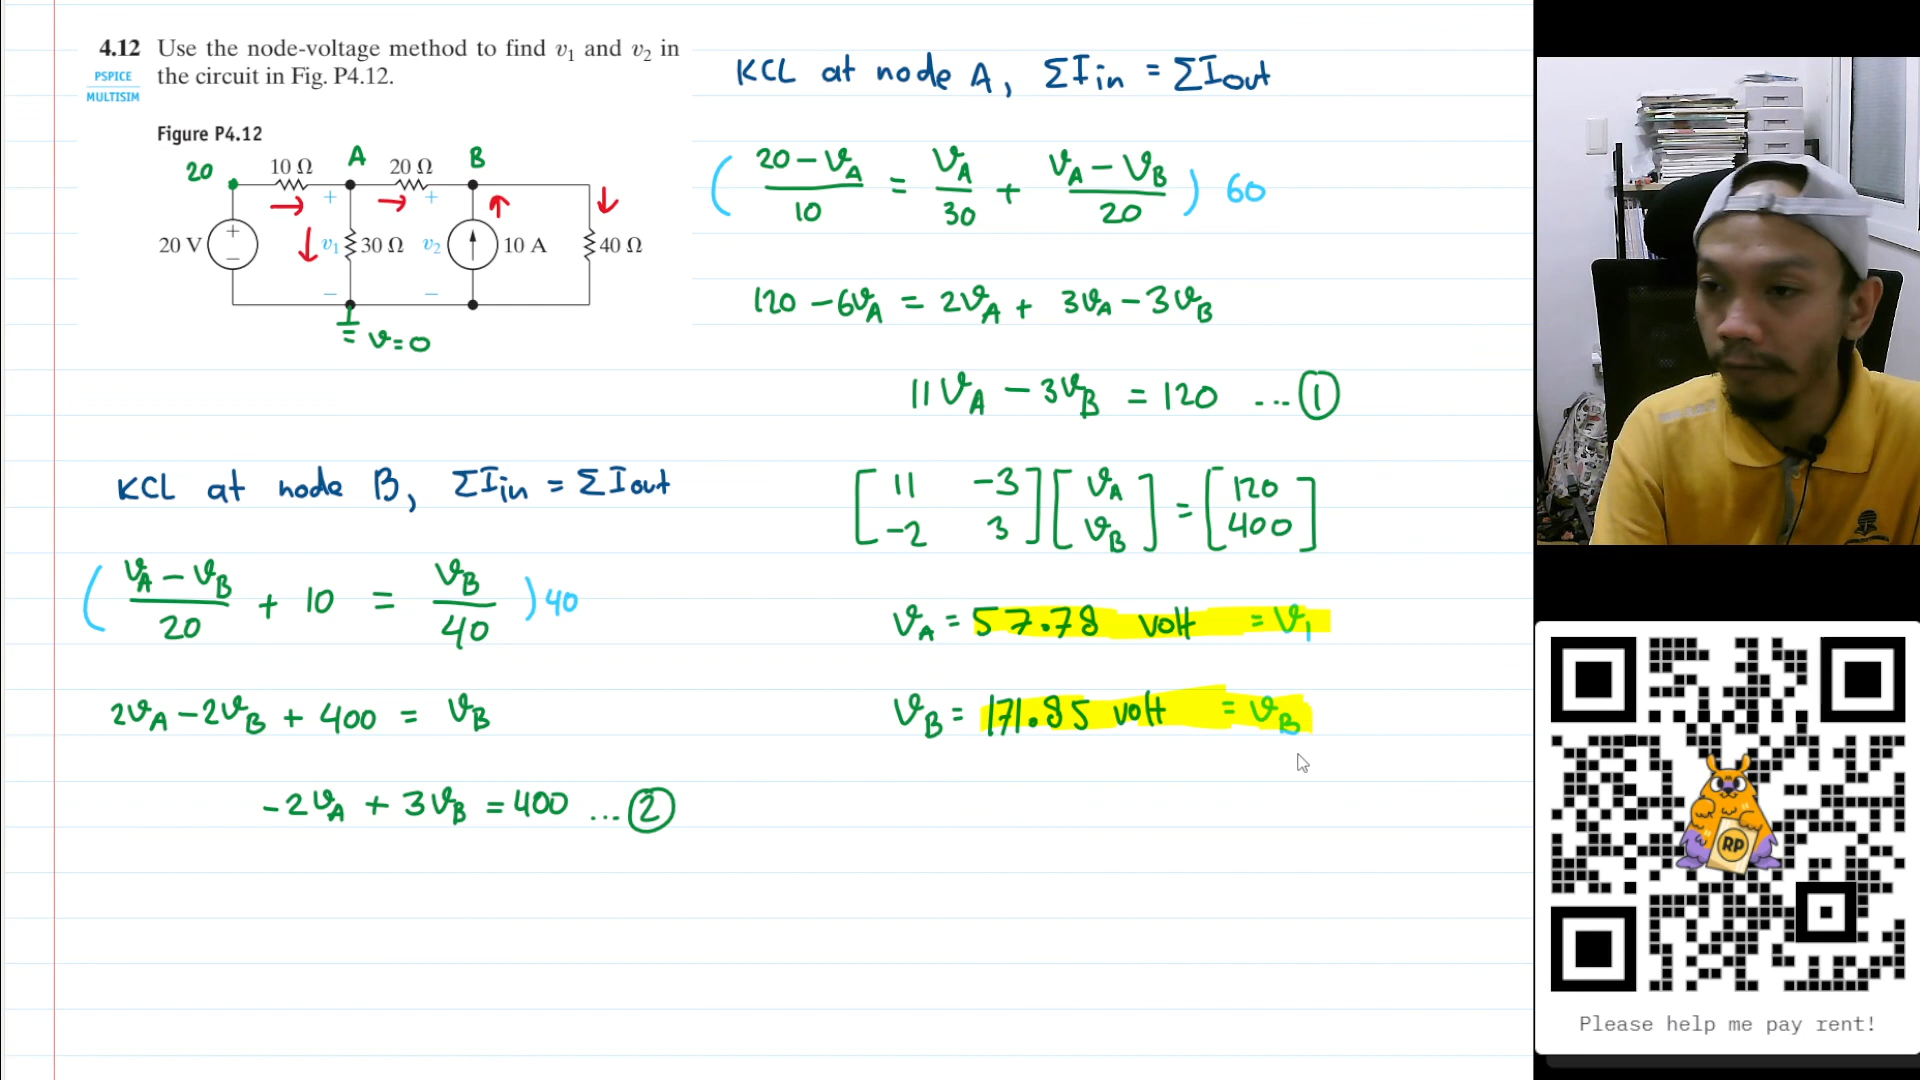 4.12 Use the node-voltage method to find v₁ and v₂ in
PSPICE the circuit in Fig. P4.12.
MULTISIM
Figure P4.12
20 10 Ω A 20 Ω B
+ +
20 V + − v₁ 30 Ω v₂ 10 A 40 Ω
− −
v=0
KCL at node A, ΣIin = ΣIout
( (20 − vA)/10 = vA/30 + (vA − vB)/20 ) 60
120 − 6vA = 2vA + 3vA − 3vB
11vA − 3vB = 120 ... ①
KCL at node B, ΣIin = ΣIout
( (vA − vB)/20 + 10 = vB/40 ) 40
2vA − 2vB + 400 = vB
-2vA + 3vB = 400 ... ②
[ 11 -3 ] [ vA ] = [ 120 ]
[ -2 3 ] [ vB ] [ 400 ]
vA = 57.78 volt = v₁
vB = 171.85 volt = vB
RP
Please help me pay rent!